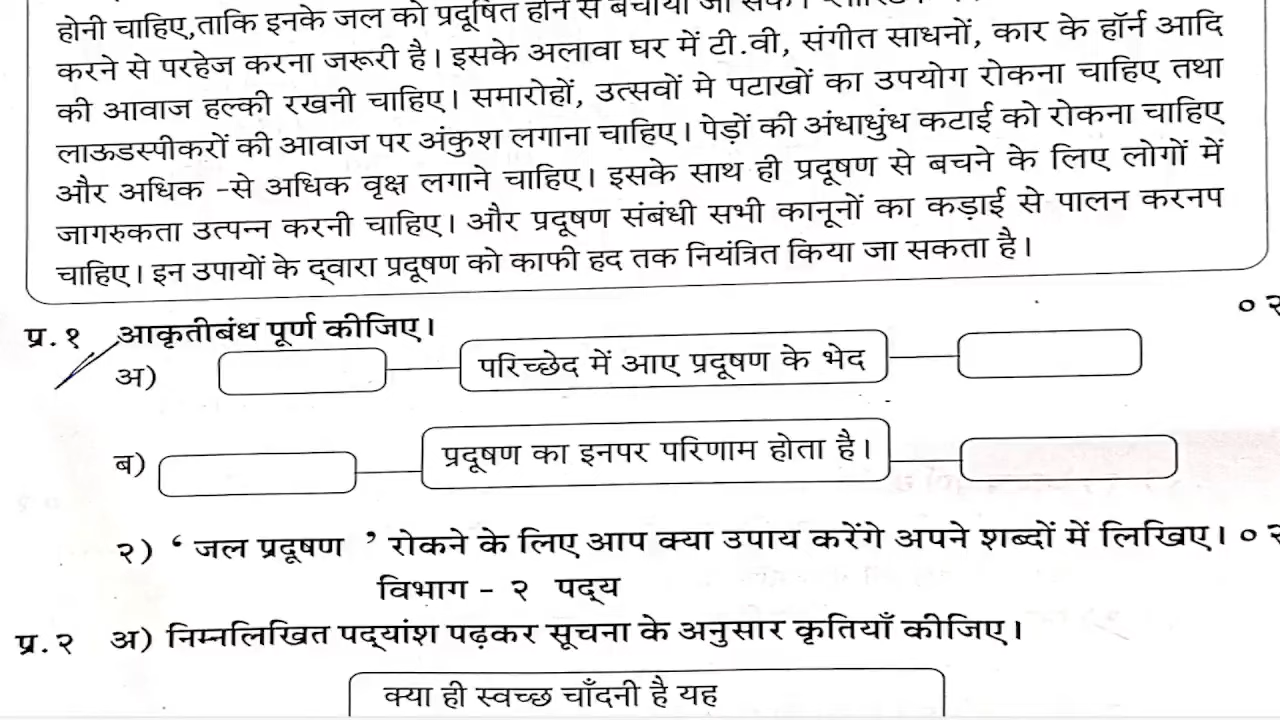 होनी चाहिए,ताकि इनके जल को प्रदूषित होने से बचाया जा सके।
करने से परहेज करना जरूरी है। इसके अलावा घर में टी.वी, संगीत साधनों, कार के हॉर्न आदि
की आवाज हल्की रखनी चाहिए। समारोहों, उत्सवों मे पटाखों का उपयोग रोकना चाहिए तथा
लाऊडस्पीकरों की आवाज पर अंकुश लगाना चाहिए। पेड़ों की अंधाधुंध कटाई को रोकना चाहिए
और अधिक -से अधिक वृक्ष लगाने चाहिए। इसके साथ ही प्रदूषण से बचने के लिए लोगों में
जागरुकता उत्पन्न करनी चाहिए। और प्रदूषण संबंधी सभी कानूनों का कड़ाई से पालन करनप
चाहिए। इन उपायों के द्वारा प्रदूषण को काफी हद तक नियंत्रित किया जा सकता है।
प्र.१ आकृतीबंध पूर्ण कीजिए। ०२
अ) परिच्छेद में आए प्रदूषण के भेद
ब) प्रदूषण का इनपर परिणाम होता है।
२) ‘ जल प्रदूषण ’ रोकने के लिए आप क्या उपाय करेंगे अपने शब्दों में लिखिए। ०२
विभाग - २ पद्य
प्र.२ अ) निम्नलिखित पद्यांश पढ़कर सूचना के अनुसार कृतियाँ कीजिए।
क्या ही स्वच्छ चाँदनी है यह